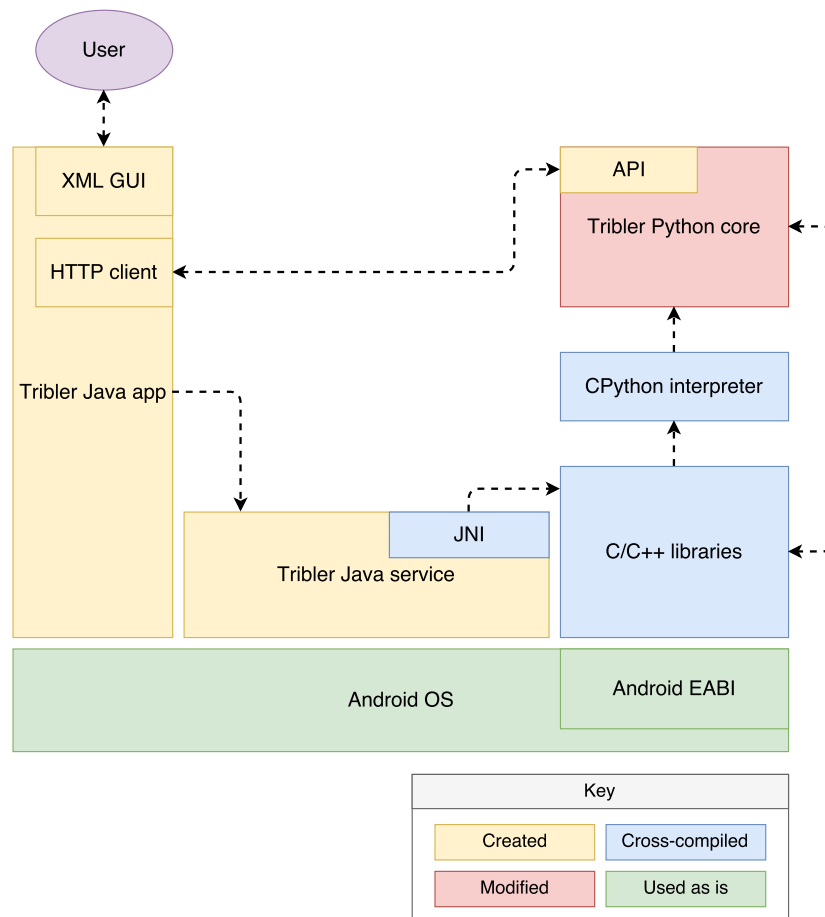 User
XML GUI
API
Tribler Python core
HTTP client
CPython interpreter
Tribler Java app
JNI
C/C++ libraries
Tribler Java service
Android EABI
Android OS
Key
Created
Cross-compiled
Modified
Used as is